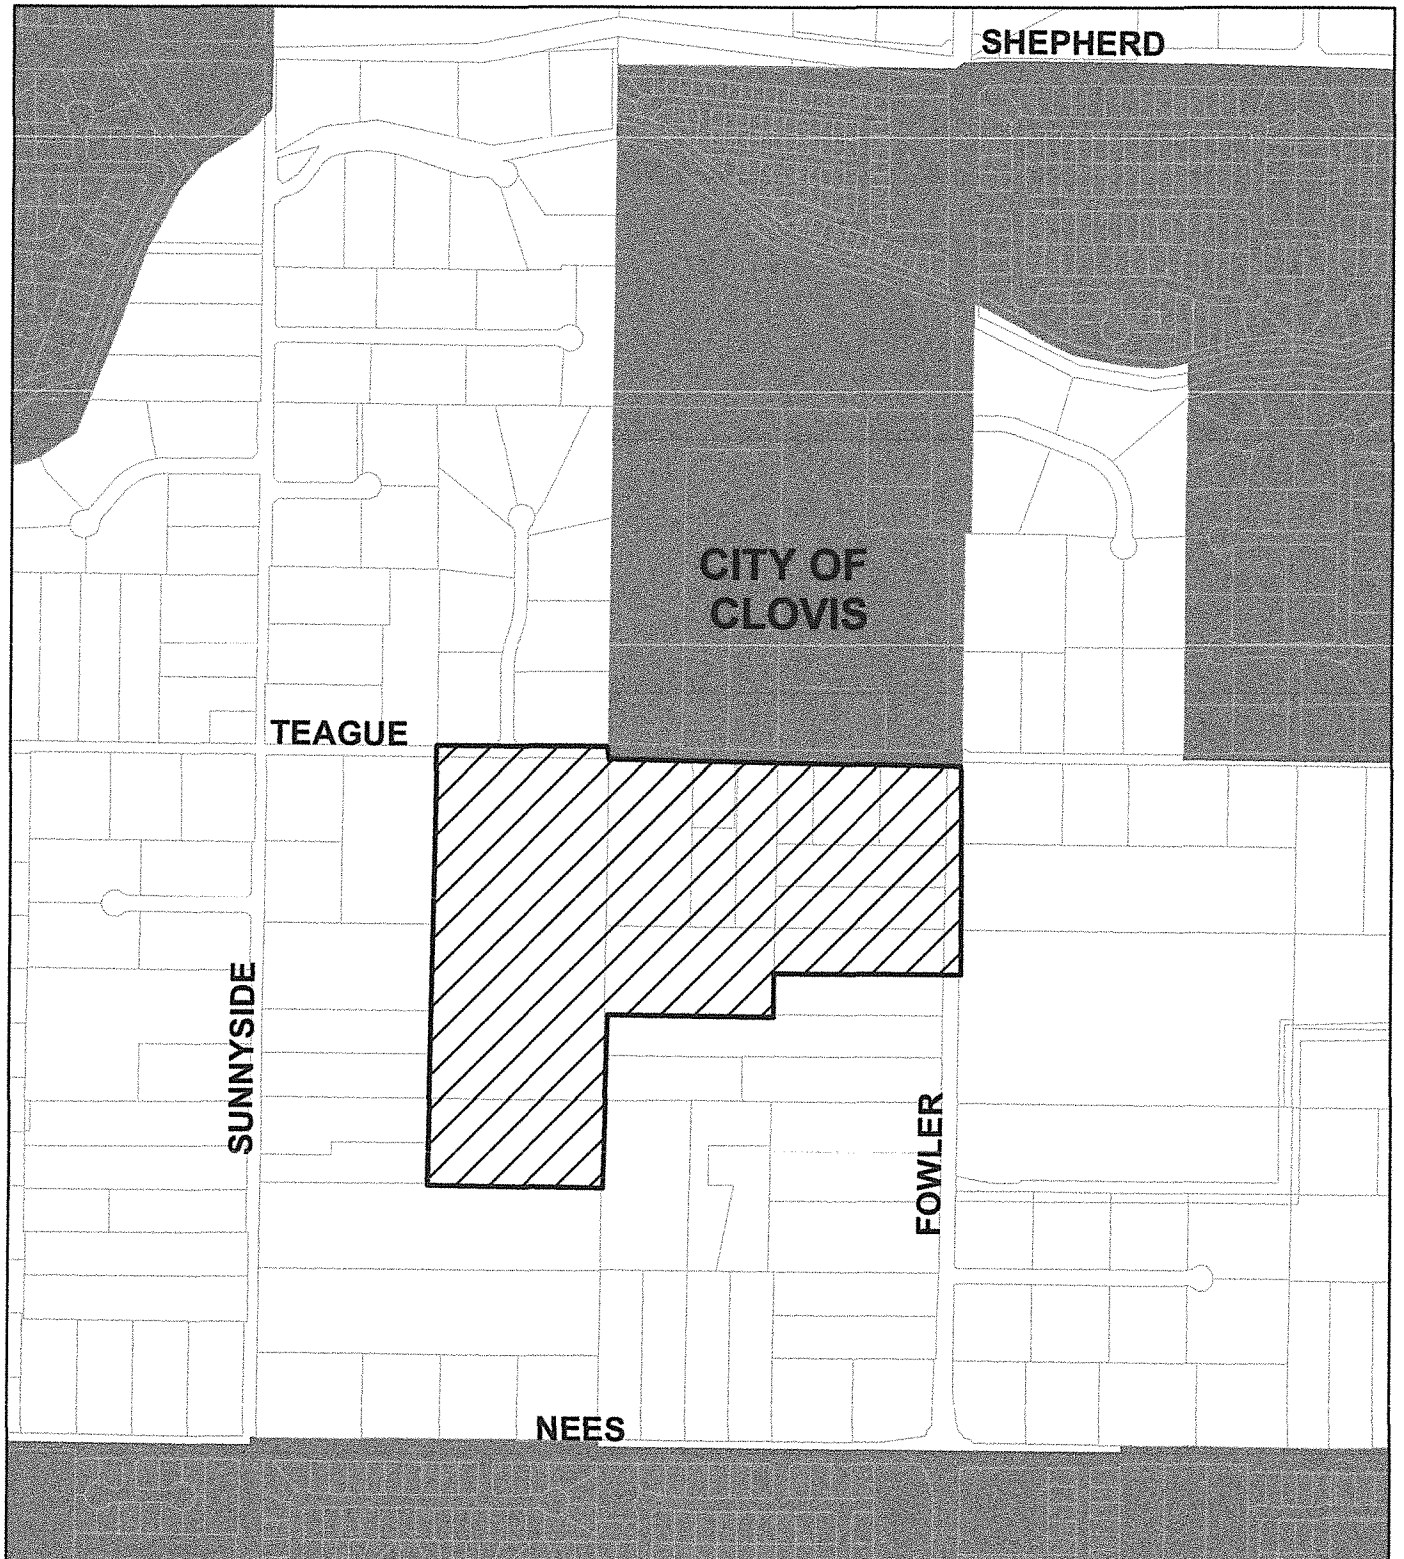 SHEPHERD
CITY OF
CLOVIS
TEAGUE
SUNNYSIDE
FOWLER
NEES